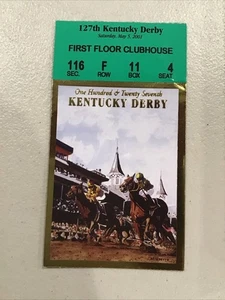 127th Kentucky Derby
Saturday, May 5, 2001
FIRST FLOOR CLUBHOUSE
116 F 11 4
SEC. ROW BOX SEAT
One Hundred & Twenty Seventh
KENTUCKY DERBY